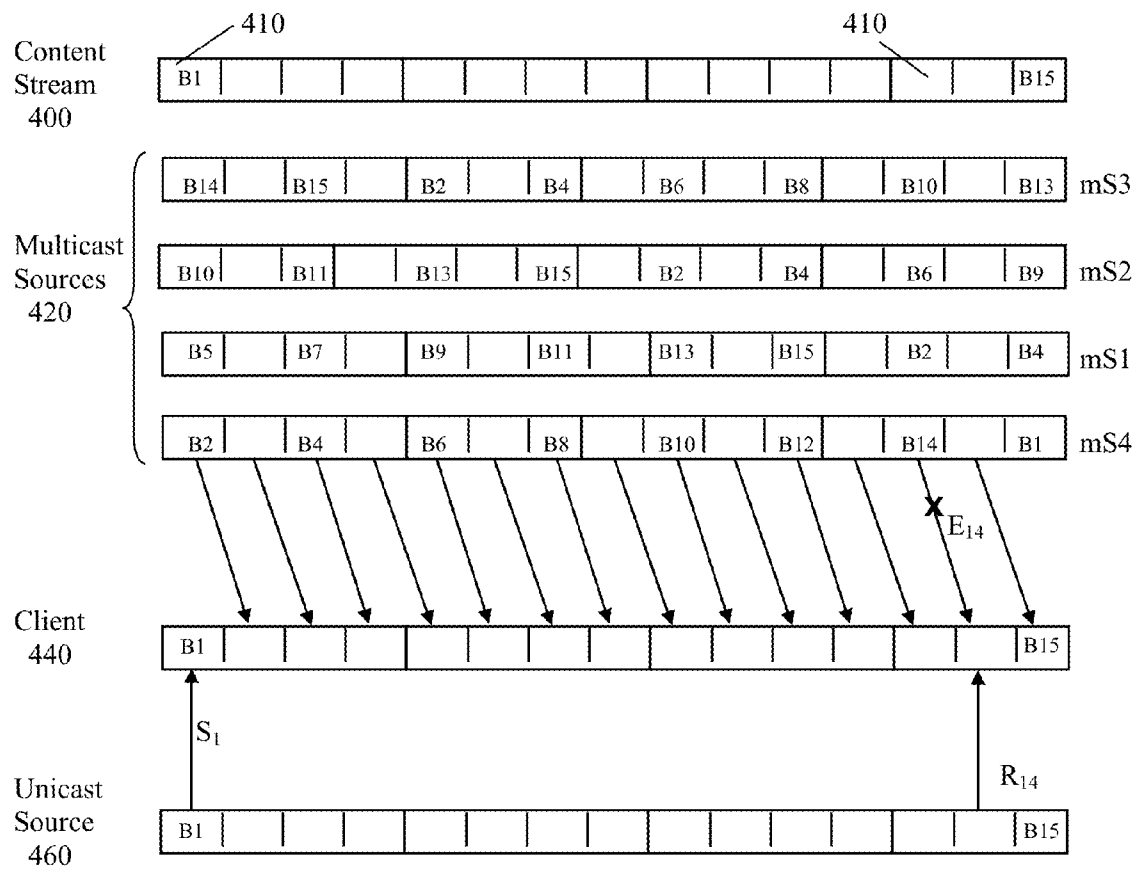 410 410
Content
Stream
400
B1 B15
B14 B15 B2 B4 B6 B8 B10 B13 mS3
Multicast
Sources
420
B10 B11 B13 B15 B2 B4 B6 B9 mS2
B5 B7 B9 B11 B13 B15 B2 B4 mS1
B2 B4 B6 B8 B10 B12 B14 B1 mS4
X E14
Client
440
B1 B15
S1
R14
Unicast
Source
460
B1 B15